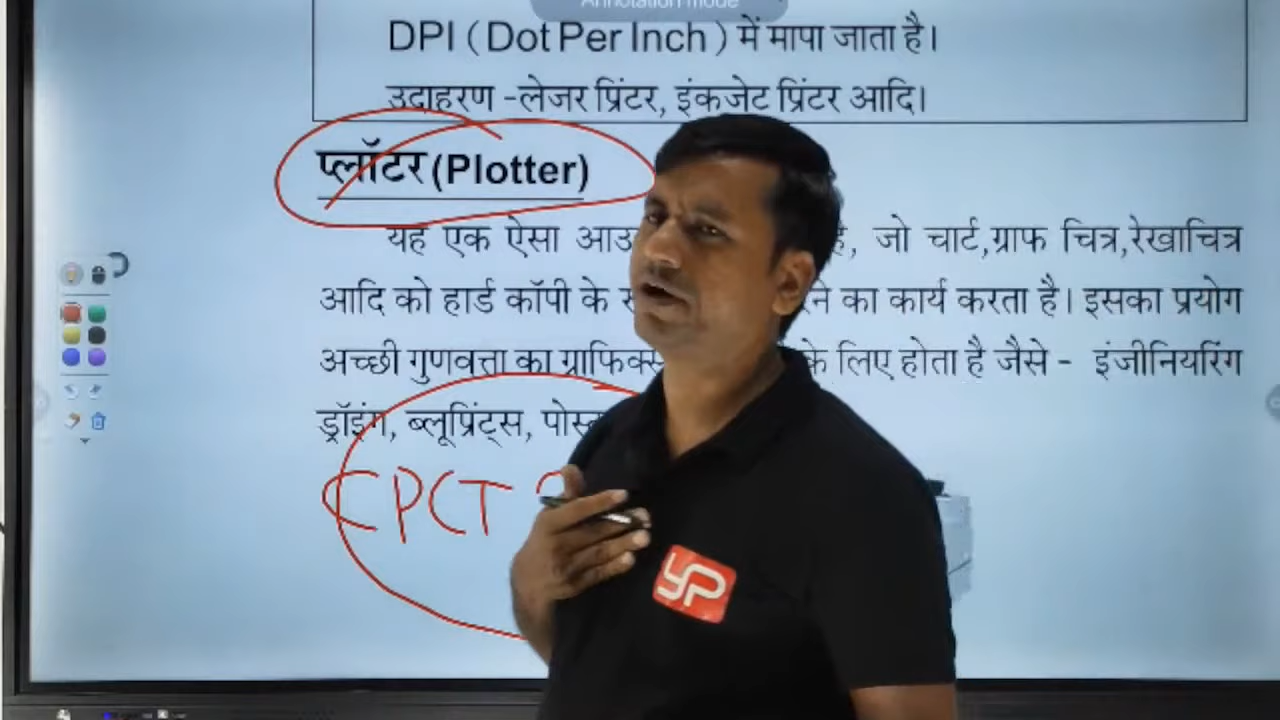 Annotation mode
DPI ( Dot Per Inch ) में मापा जाता है।
उदाहरण -लेजर प्रिंटर, इंकजेट प्रिंटर आदि।
प्लॉटर (Plotter)
यह एक ऐसा है, जो चार्ट,ग्राफ चित्र,रेखाचित्र
आदि को हार्ड कॉपी के का कार्य करता है। इसका प्रयोग
अच्छी गुणवत्ता का ग्राफिक्स के लिए होता है जैसे - इंजीनियरिंग
ड्रॉइंग, ब्लूप्रिंट्स,
CPCT
YP